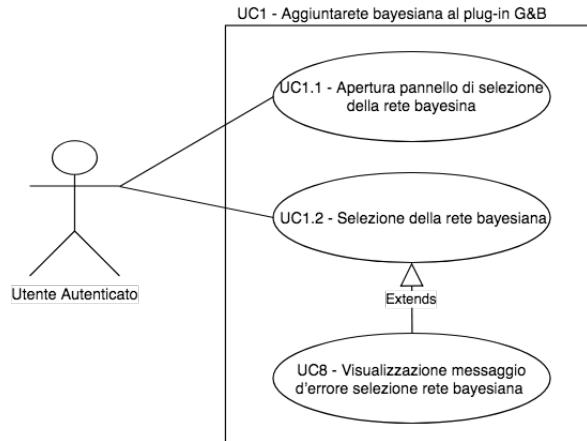 UC1 - Aggiuntarete bayesiana al plug-in G&B
UC1.1 - Apertura pannello di selezione
della rete bayesina
UC1.2 - Selezione della rete bayesiana
Utente Autenticato
Extends
UC8 - Visualizzazione messaggio
d'errore selezione rete bayesiana